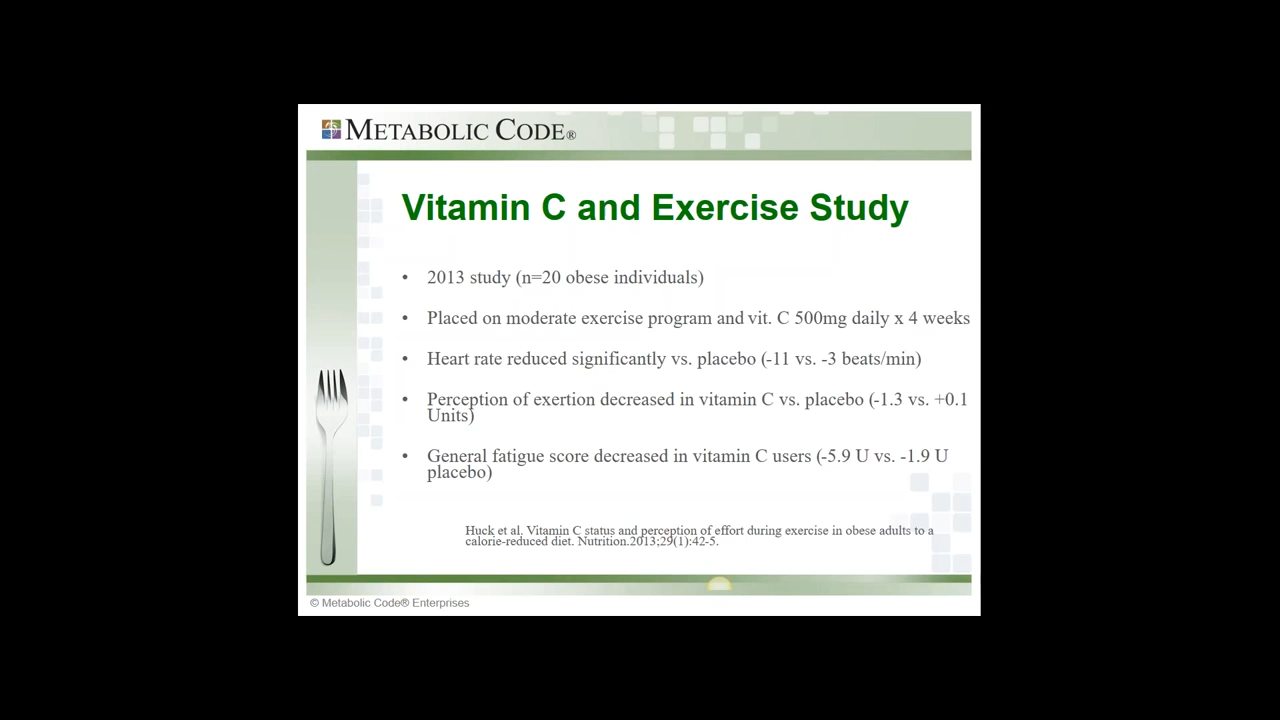 METABOLIC CODE®
Vitamin C and Exercise Study
• 2013 study (n=20 obese individuals)
• Placed on moderate exercise program and vit. C 500mg daily x 4 weeks
• Heart rate reduced significantly vs. placebo (-11 vs. -3 beats/min)
• Perception of exertion decreased in vitamin C vs. placebo (-1.3 vs. +0.1
Units)
• General fatigue score decreased in vitamin C users (-5.9 U vs. -1.9 U
placebo)
Huck et al. Vitamin C status and perception of effort during exercise in obese adults to a
calorie-reduced diet. Nutrition.2013;29(1):42-5.
© Metabolic Code® Enterprises